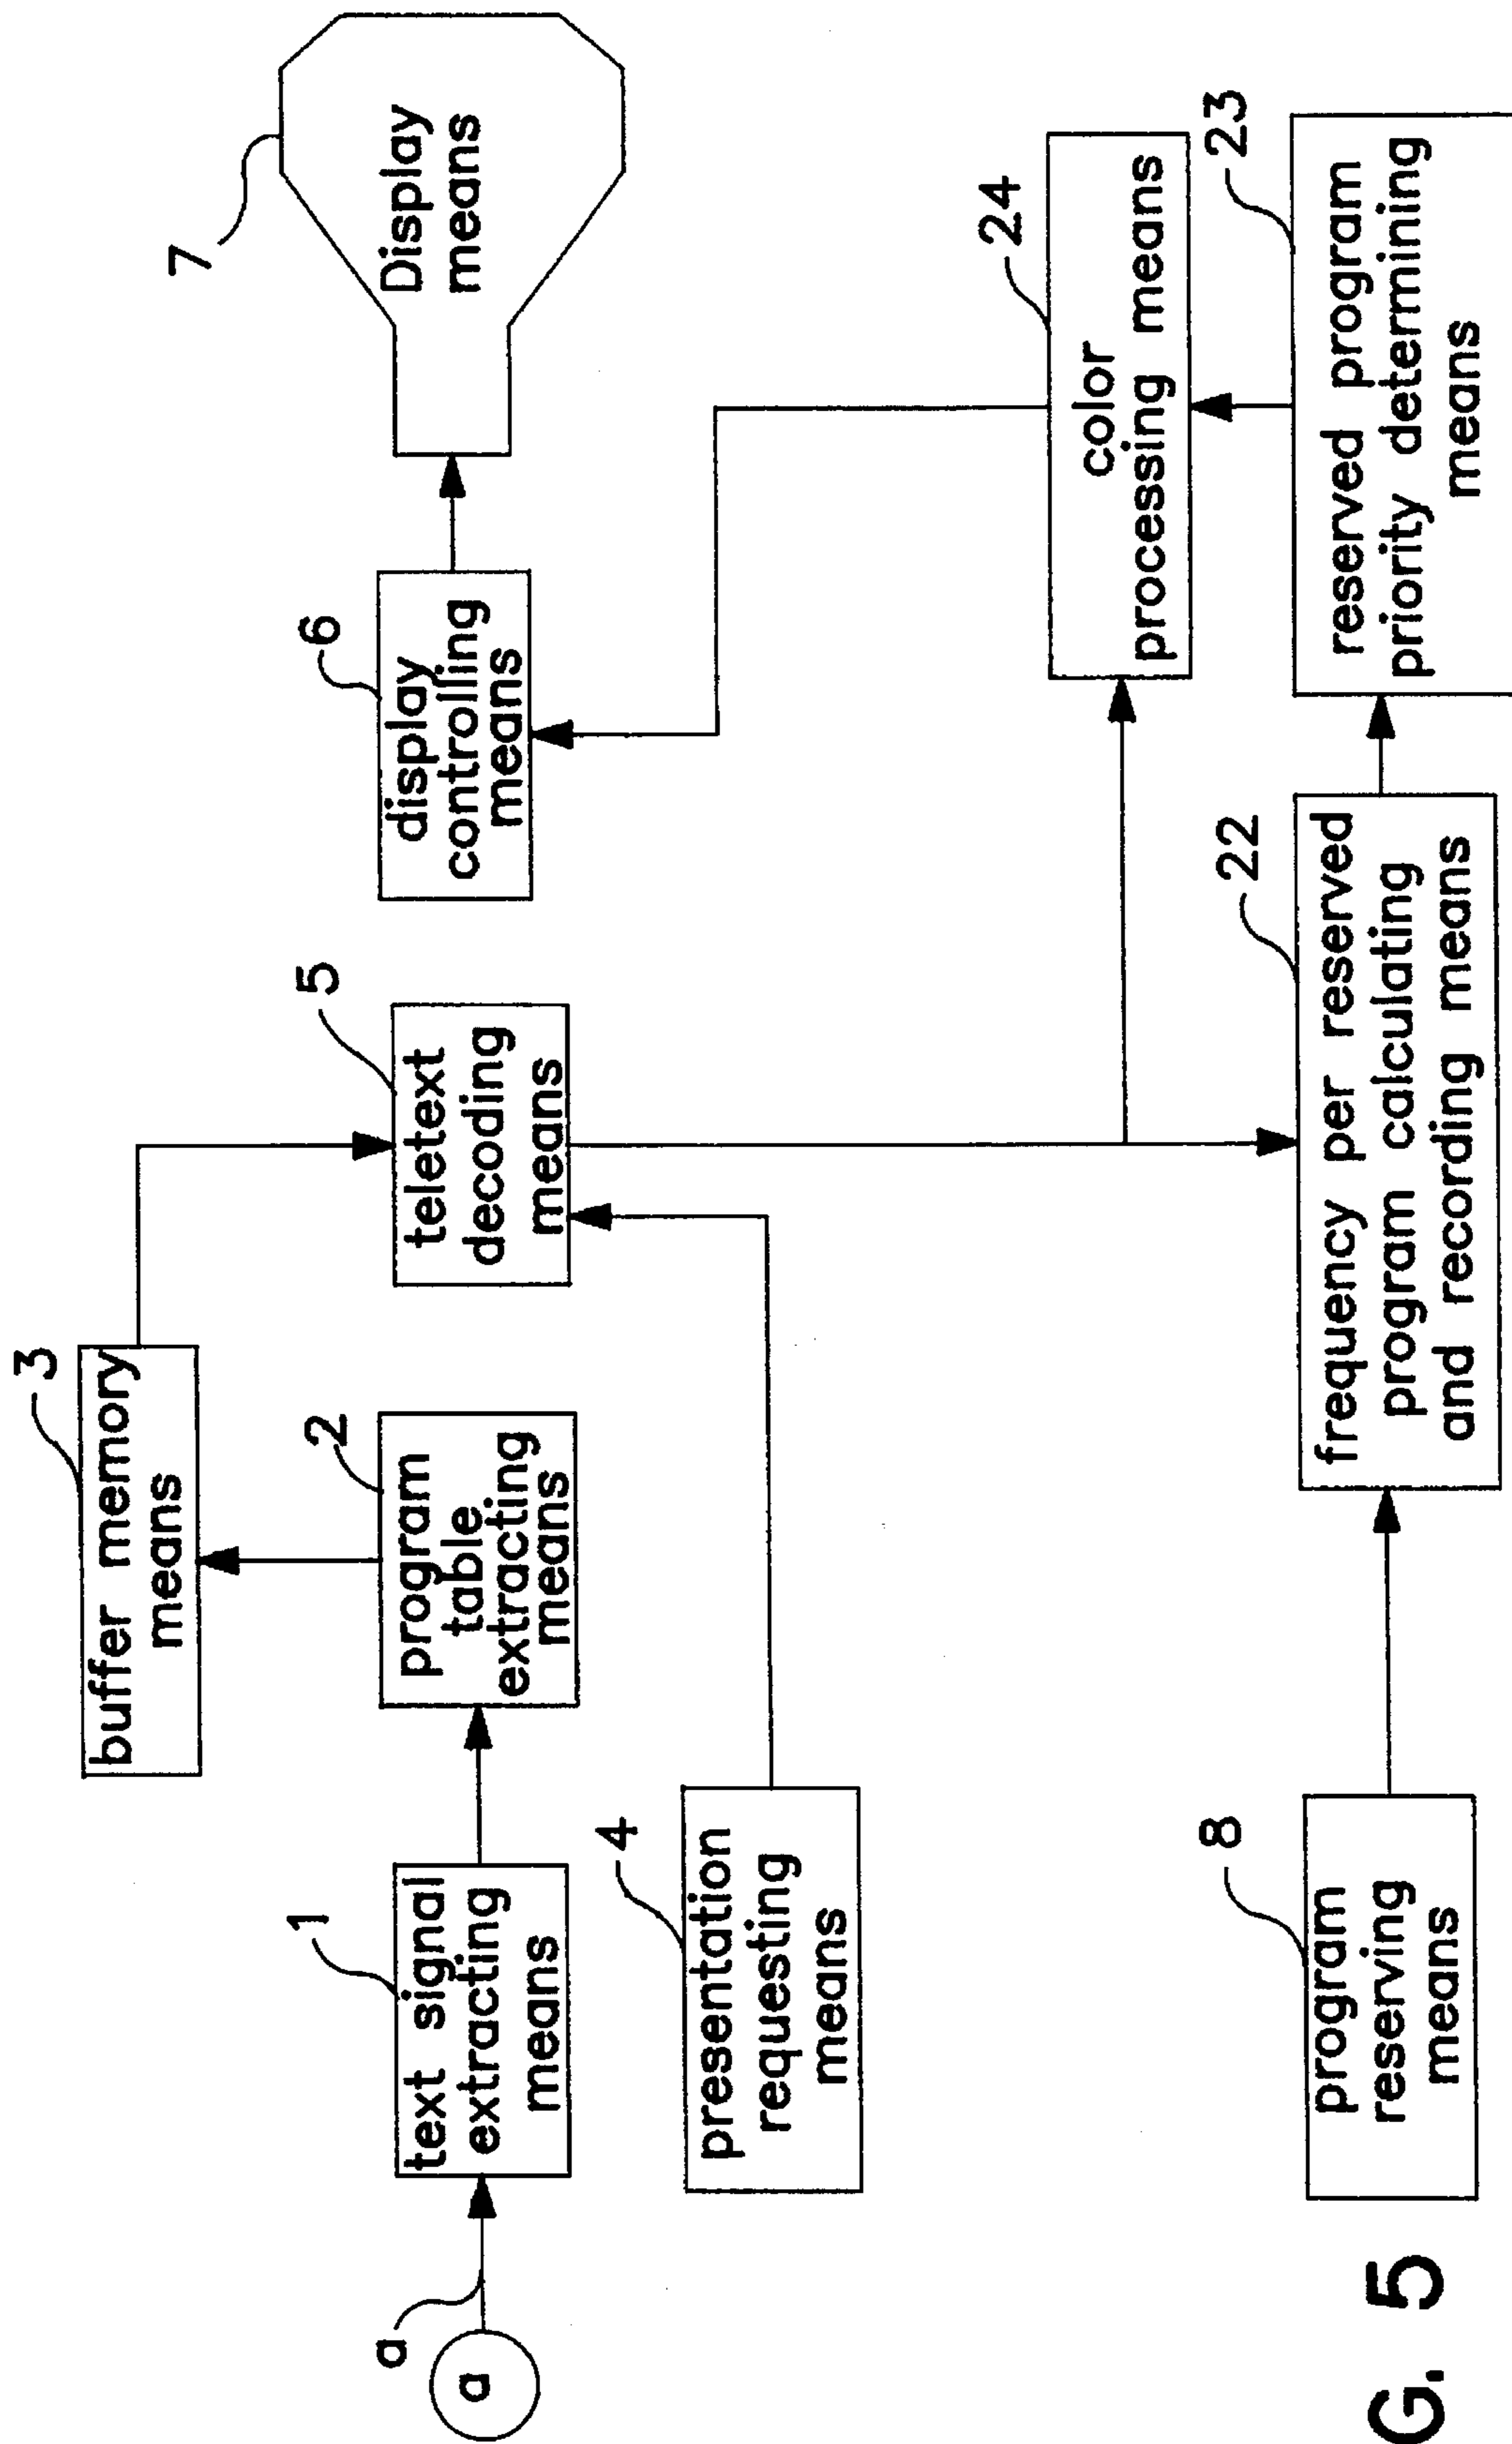 3
buffer memory
means
7
Display
means
6
display
controlling
means
5
teletext
decoding
means
2
program
table
extracting
means
1
text signal
extracting
means
a
a
4
presentation
requesting
means
24
color
processing means
23
reserved program
priority determining
means
22
frequency per reserved
program calculating
and recording means
8
program
reserving
means
G. 5